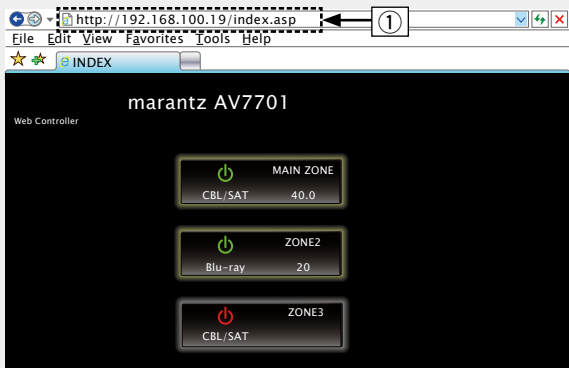 http://192.168.100.19/index.asp
①
File Edit View Favorites Tools Help
INDEX
marantz AV7701
Web Controller
MAIN ZONE
CBL/SAT 40.0
ZONE2
Blu-ray 20
ZONE3
CBL/SAT